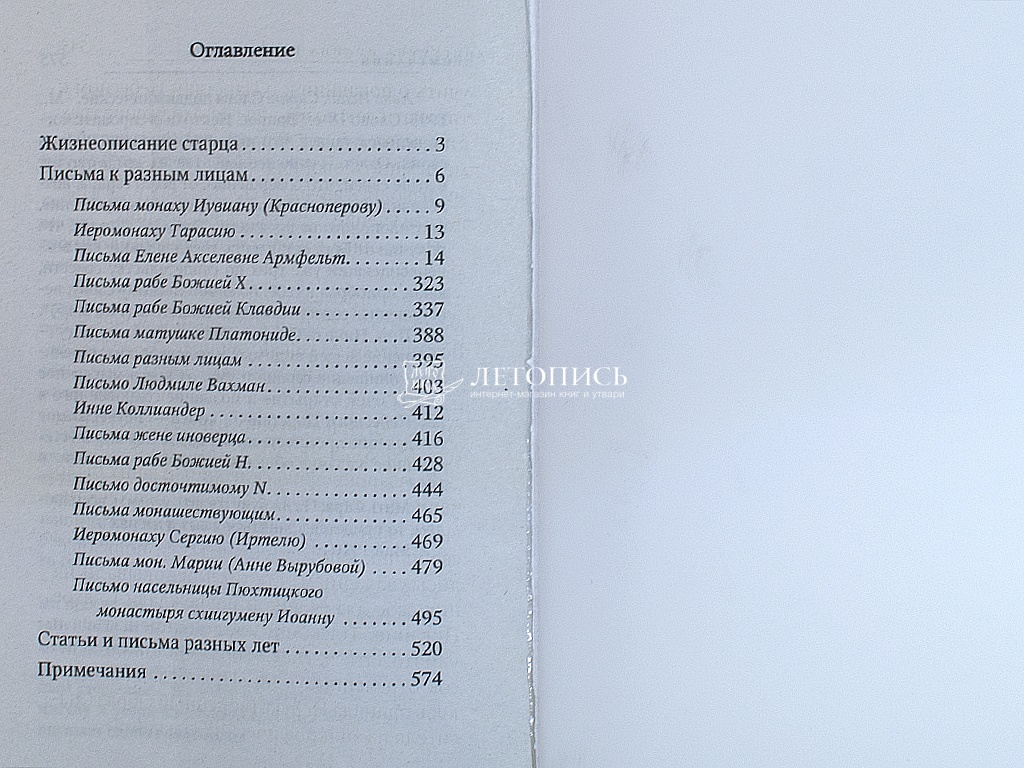 Оглавление
Жизнеописание старца . . . . . . . . . . . . . . . . . . . . 3
Письма к разным лицам . . . . . . . . . . . . . . . . . . . 6
Письма монаху Иувиану (Красноперову) . . . . . 9
Иеромонаху Тарасию . . . . . . . . . . . . . . . . . . 13
Письма Елене Акселевне Армфельт. . . . . . . . 14
Письма рабе Божией Х . . . . . . . . . . . . . . . . 323
Письма рабе Божией Клавдии . . . . . . . . . . 337
Письма матушке Платониде. . . . . . . . . . . . 388
Письма разным лицам . . . . . . . . . . . . . . . . 395
Письмо Людмиле Вахман . . . . . . . . . . . . . . 403
Инне Коллиандер . . . . . . . . . . . . . . . . . . . . 412
Письма жене иноверца . . . . . . . . . . . . . . . . 416
Письма рабе Божией Н. . . . . . . . . . . . . . . . 428
Письмо досточтимому N. . . . . . . . . . . . . . . 444
Письма монашествующим. . . . . . . . . . . . . . 465
Иеромонаху Сергию (Иртелю) . . . . . . . . . 469
Письма мон. Марии (Анне Вырубовой) . . . . 479
Письмо насельницы Пюхтицкого
монастыря схиигумену Иоанну . . . . . . . 495
Статьи и письма разных лет . . . . . . . . . . . . . 520
Примечания . . . . . . . . . . . . . . . . . . . . . . . . . . 574
ЛЕТОПИСЬ
интернет-магазин книг и утвари